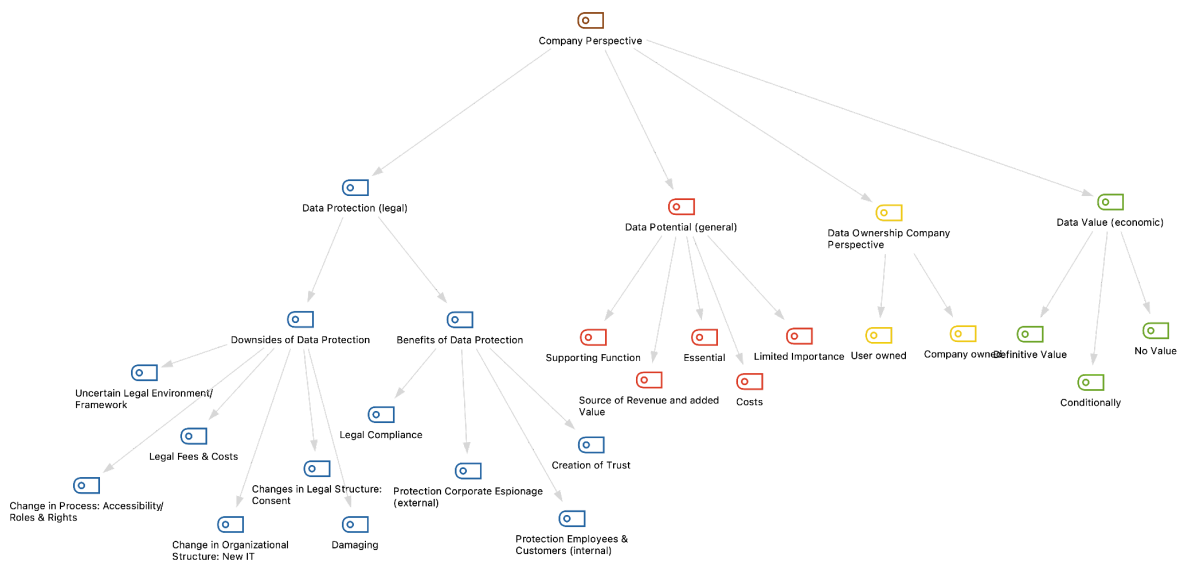 Company Perspective
Data Protection (legal)
Data Potential (general)
Data Ownership Company
Perspective
Data Value (economic)
Downsides of Data Protection
Benefits of Data Protection
Supporting Function
Essential
Limited Importance
User owned
Company owned
Definitive Value
No Value
Uncertain Legal Environment/
Framework
Source of Revenue and added
Value
Costs
Conditionally
Legal Compliance
Legal Fees & Costs
Creation of Trust
Changes in Legal Structure:
Consent
Protection Corporate Espionage
(external)
Change in Process: Accessibility/
Roles & Rights
Change in Organizational
Structure: New IT
Damaging
Protection Employees &
Customers (internal)